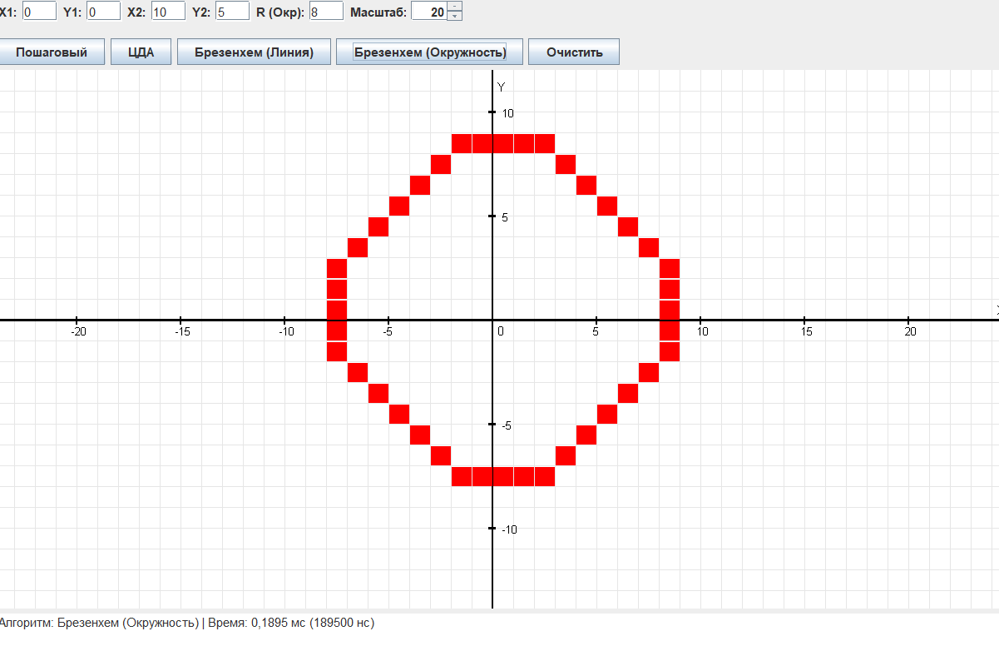 X1: 0 Y1: 0 X2: 10 Y2: 5 R (Окр): 8 Масштаб: 20
Пошаговый ЦДА Брезенхем (Линия) Брезенхем (Окружность) Очистить
Y
10
5
-20 -15 -10 -5 0 5 10 15 20
-5
-10
Алгоритм: Брезенхем (Окружность) | Время: 0,1895 мс (189500 нс)